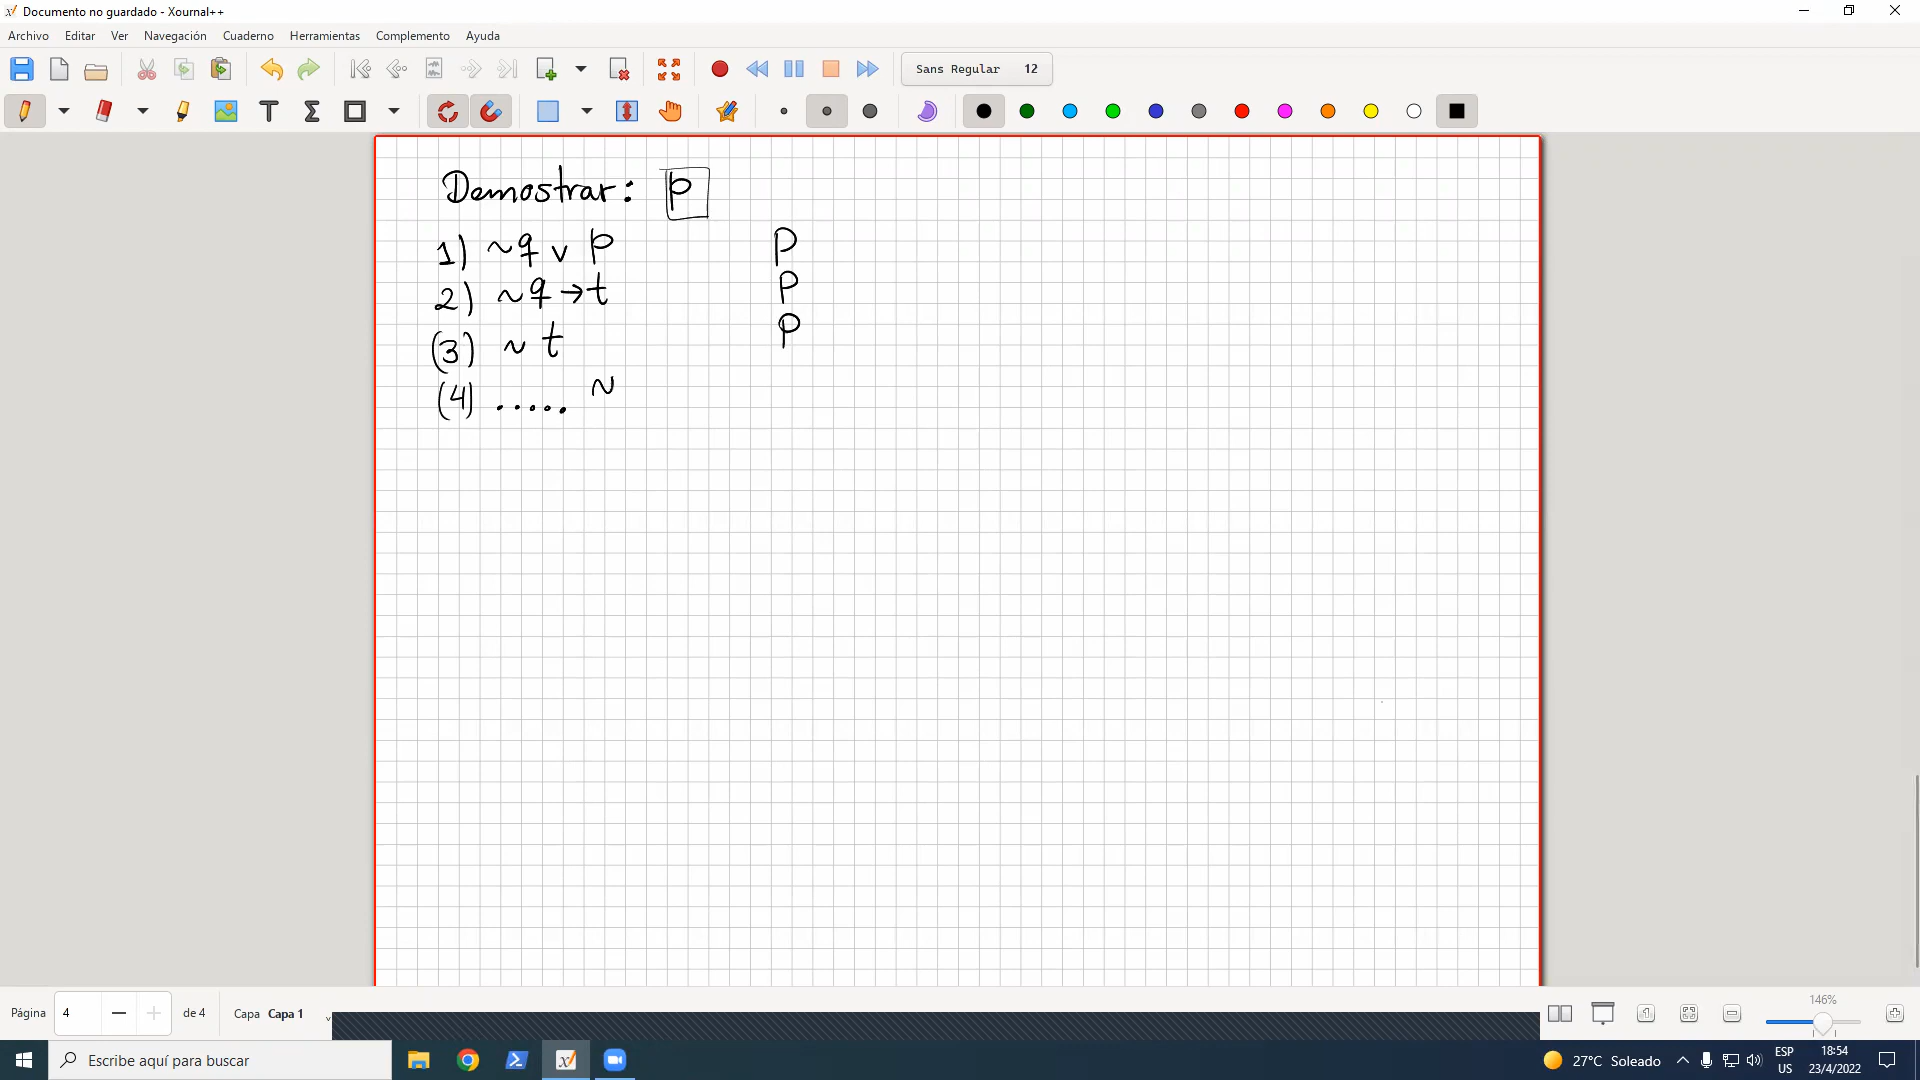 Documento no guardado - Xournal++
Archivo Editar Ver Navegación Cuaderno Herramientas Complemento Ayuda
Sans Regular 12
Demostrar: p
1) ~q v p P
2) ~q → t P
(3) ~ t P
(4) ..... ~
Página 4 de 4 Capa Capa 1
146%
Escribe aquí para buscar
27°C Soleado
ESP
US
18:54
23/4/2022